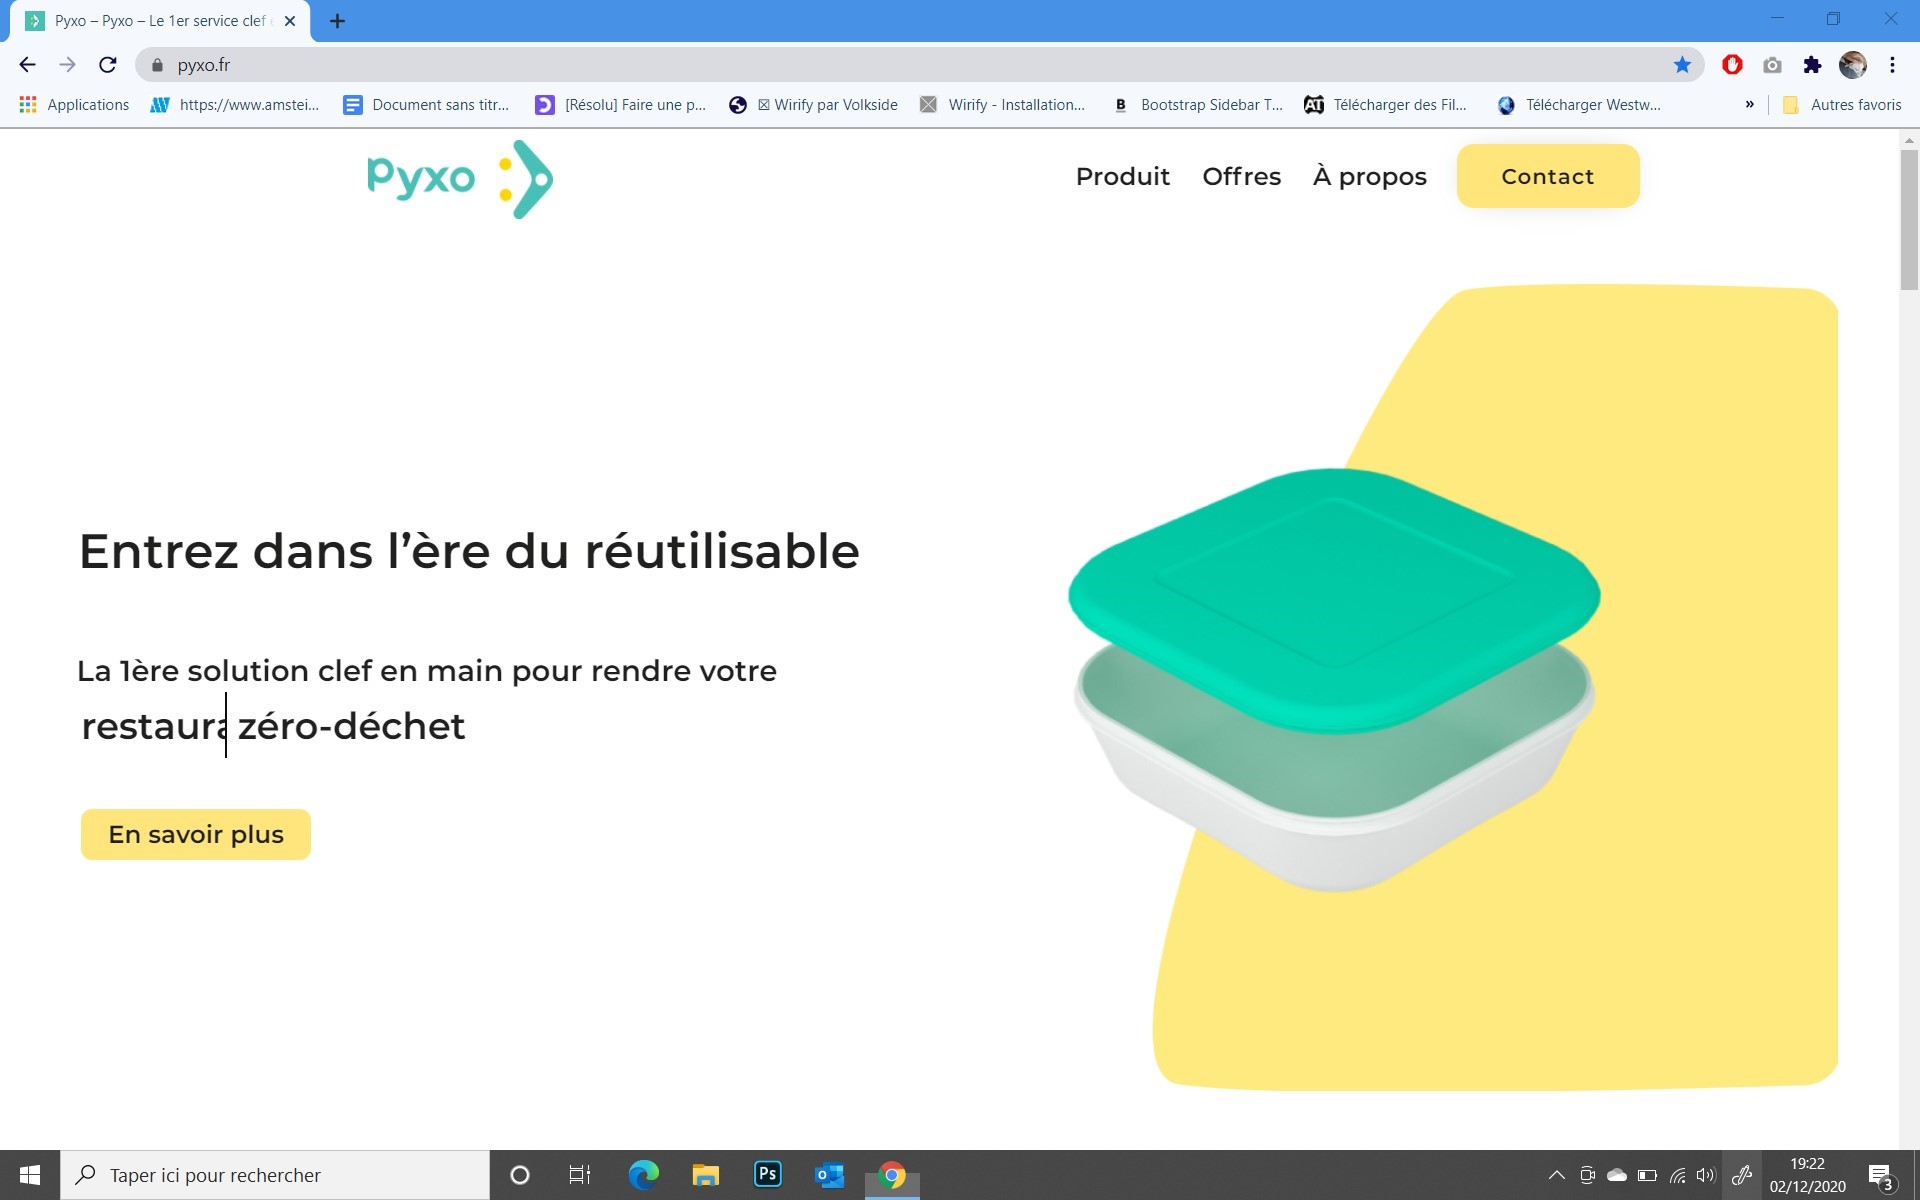 Pyxo – Pyxo – Le 1er service clef
pyxo.fr
Applications
https://www.amstei...
Document sans titr...
[Résolu] Faire une p...
☒ Wirify par Volkside
Wirify - Installation...
B
Bootstrap Sidebar T...
AT
Télécharger des Fil...
Télécharger Westw...
»
Autres favoris
pyxo
Produit
Offres
À propos
Contact
Entrez dans l’ère du réutilisable
La 1ère solution clef en main pour rendre votre
restaura zéro-déchet
En savoir plus
Taper ici pour rechercher
Ps
19:22
02/12/2020
3